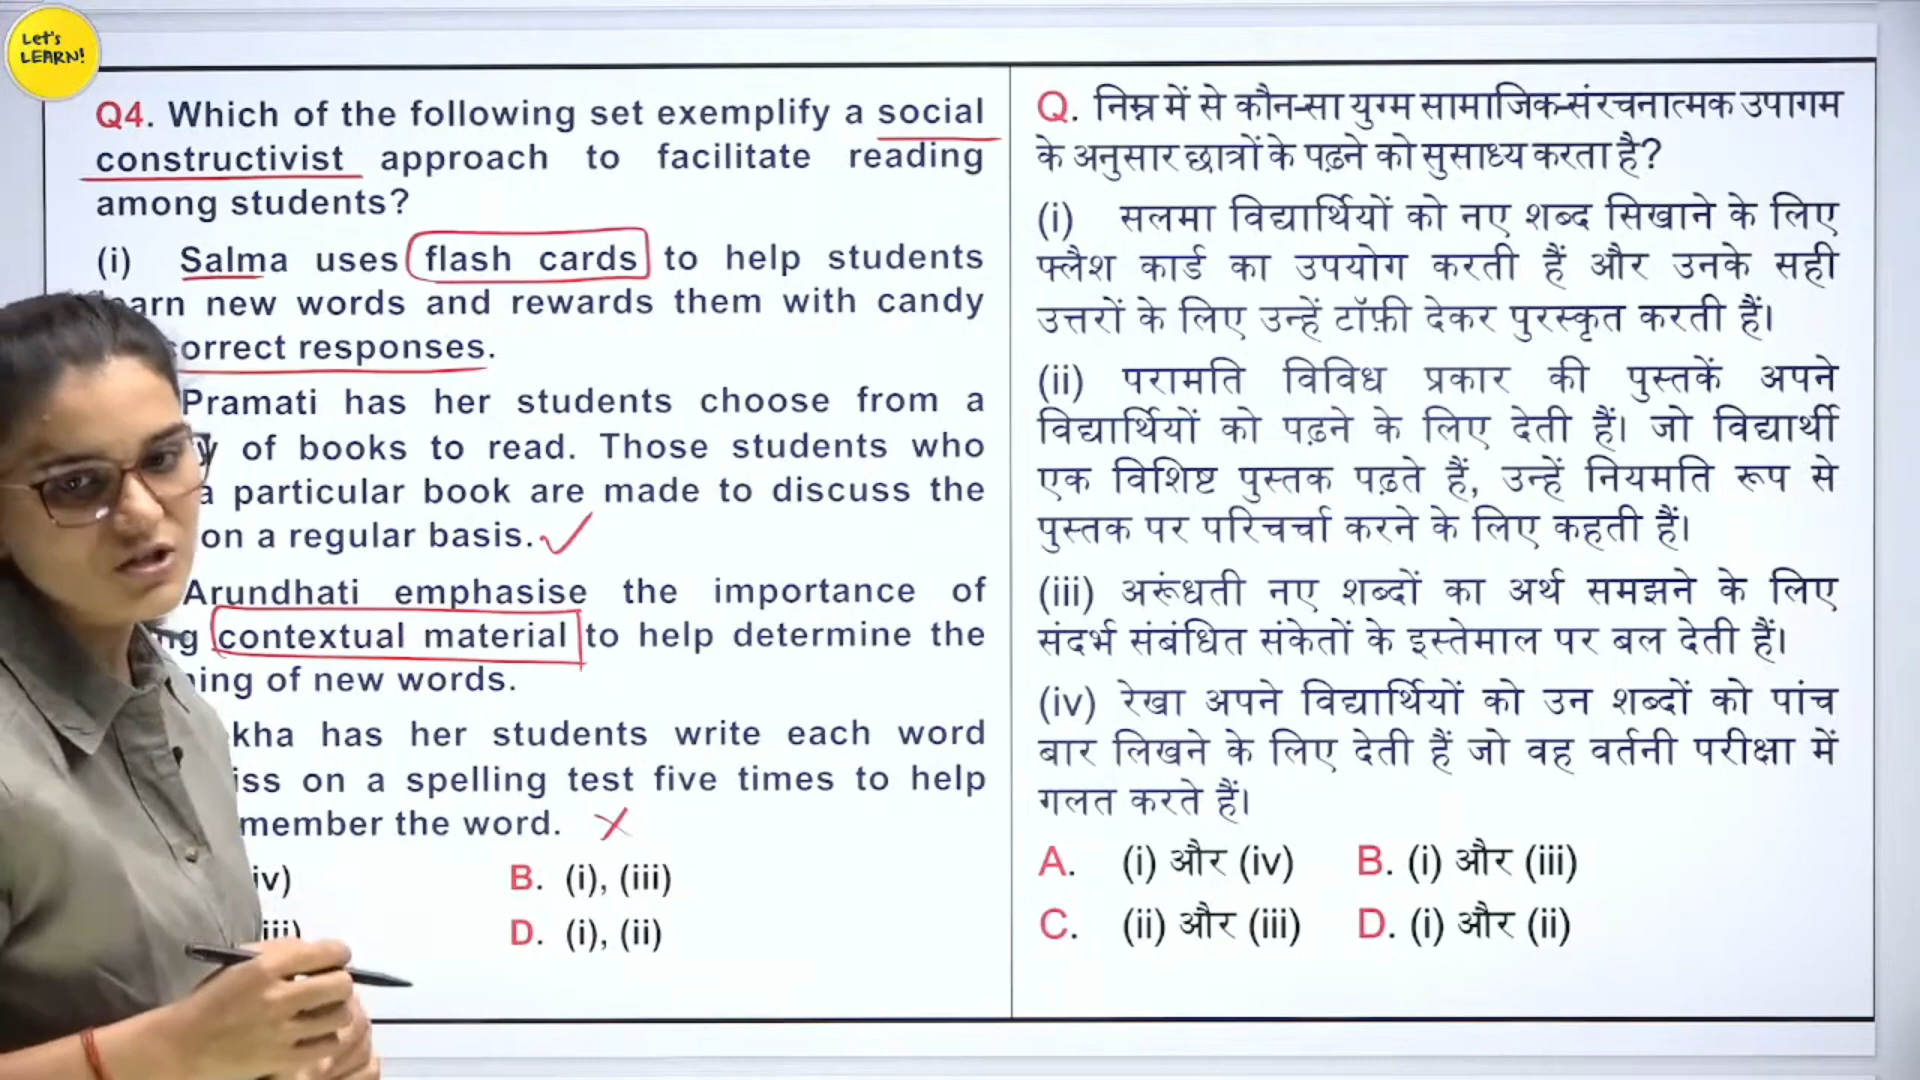 Let's
LEARN!
Q4. Which of the following set exemplify a social
constructivist approach to facilitate reading
among students?
(i) Salma uses flash cards to help students
new words and rewards them with candy
responses.
Pramati has her students choose from a
of books to read. Those students who
a particular book are made to discuss the
on a regular basis.
Arundhati emphasise the importance of
contextual material to help determine the
of new words.
has her students write each word
on a spelling test five times to help
the word.
iv)
B. (i), (iii)
iii)
D. (i), (ii)
Q. निम्न में से कौन-सा युग्म सामाजिक-संरचनात्मक उपागम
के अनुसार छात्रों के पढ़ने को सुसाध्य करता है?
(i) सलमा विद्यार्थियों को नए शब्द सिखाने के लिए
फ्लैश कार्ड का उपयोग करती हैं और उनके सही
उत्तरों के लिए उन्हें टॉफ़ी देकर पुरस्कृत करती हैं।
(ii) परामति विविध प्रकार की पुस्तकें अपने
विद्यार्थियों को पढ़ने के लिए देती हैं। जो विद्यार्थी
एक विशिष्ट पुस्तक पढ़ते हैं, उन्हें नियमति रूप से
पुस्तक पर परिचर्चा करने के लिए कहती हैं।
(iii) अरूंधती नए शब्दों का अर्थ समझने के लिए
संदर्भ संबंधित संकेतों के इस्तेमाल पर बल देती हैं।
(iv) रेखा अपने विद्यार्थियों को उन शब्दों को पांच
बार लिखने के लिए देती हैं जो वह वर्तनी परीक्षा में
गलत करते हैं।
A. (i) और (iv) B. (i) और (iii)
C. (ii) और (iii) D. (i) और (ii)